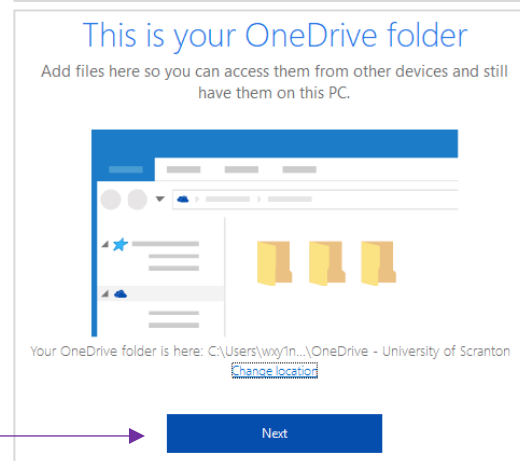 This is your OneDrive folder
Add files here so you can access them from other devices and still
have them on this PC.
Your OneDrive folder is here: C:\Users\wxy1n...\OneDrive - University of Scranton
Change location
Next